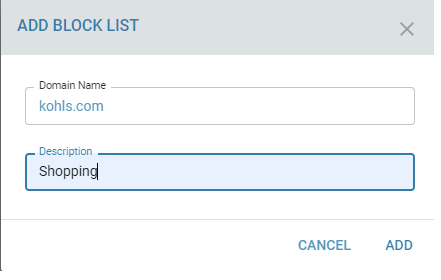 ADD BLOCK LIST
Domain Name
kohls.com
Description
Shopping
CANCEL ADD